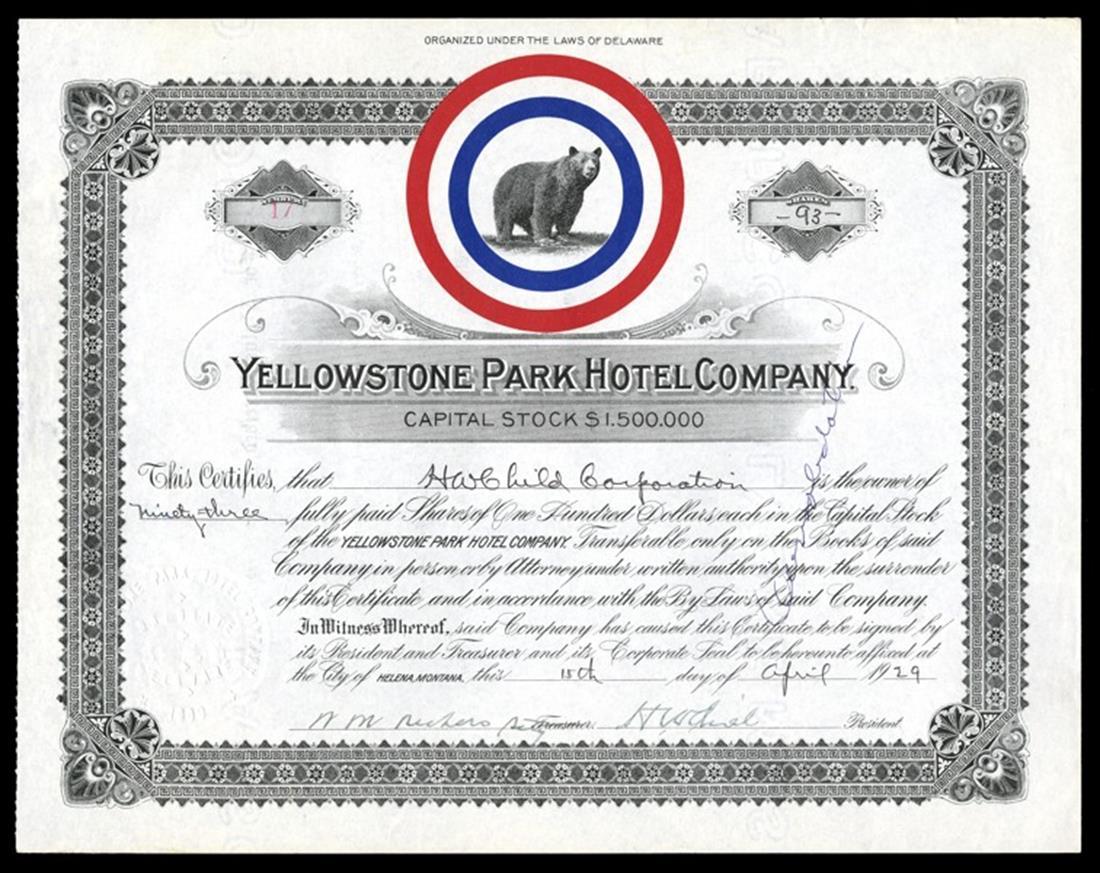 ORGANIZED UNDER THE LAWS OF DELAWARE
NUMBER
17
SHARES
-93-
YELLOWSTONE PARK HOTEL COMPANY.
CAPITAL STOCK $1.500.000
This Certifies, that H W Child Corporation is the owner of
Ninety-three fully paid Shares of One Hundred Dollars, each in the Capital Stock
of the YELLOWSTONE PARK HOTEL COMPANY. Transferable only on the Books of said
Company in person, or by Attorney under written authority upon the surrender
of this Certificate and in accordance with the By Laws of said Company.
In Witness Whereof, said Company has caused this Certificate to be signed by
its President and Treasurer and its Corporate Seal to be hereunto affixed at
the City of HELENA, MONTANA, this 15th day of April 1929
Treasurer. H W Child President.